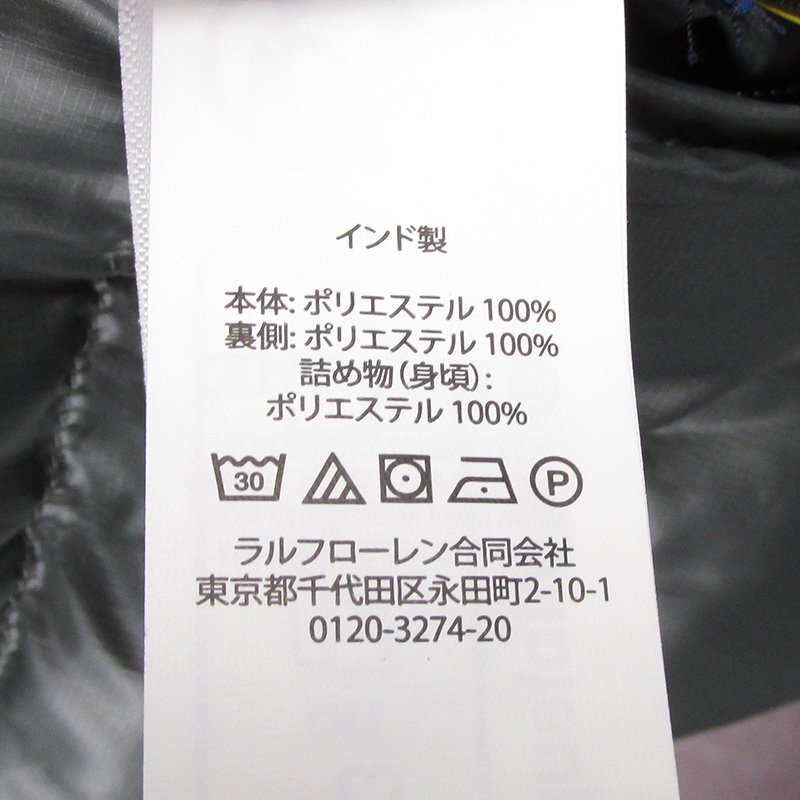 インド製
本体: ポリエステル 100%
裏側: ポリエステル 100%
詰め物 (身頃) :
ポリエステル 100%
30 P
ラルフローレン合同会社
東京都千代田区永田町2-10-1
0120-3274-20